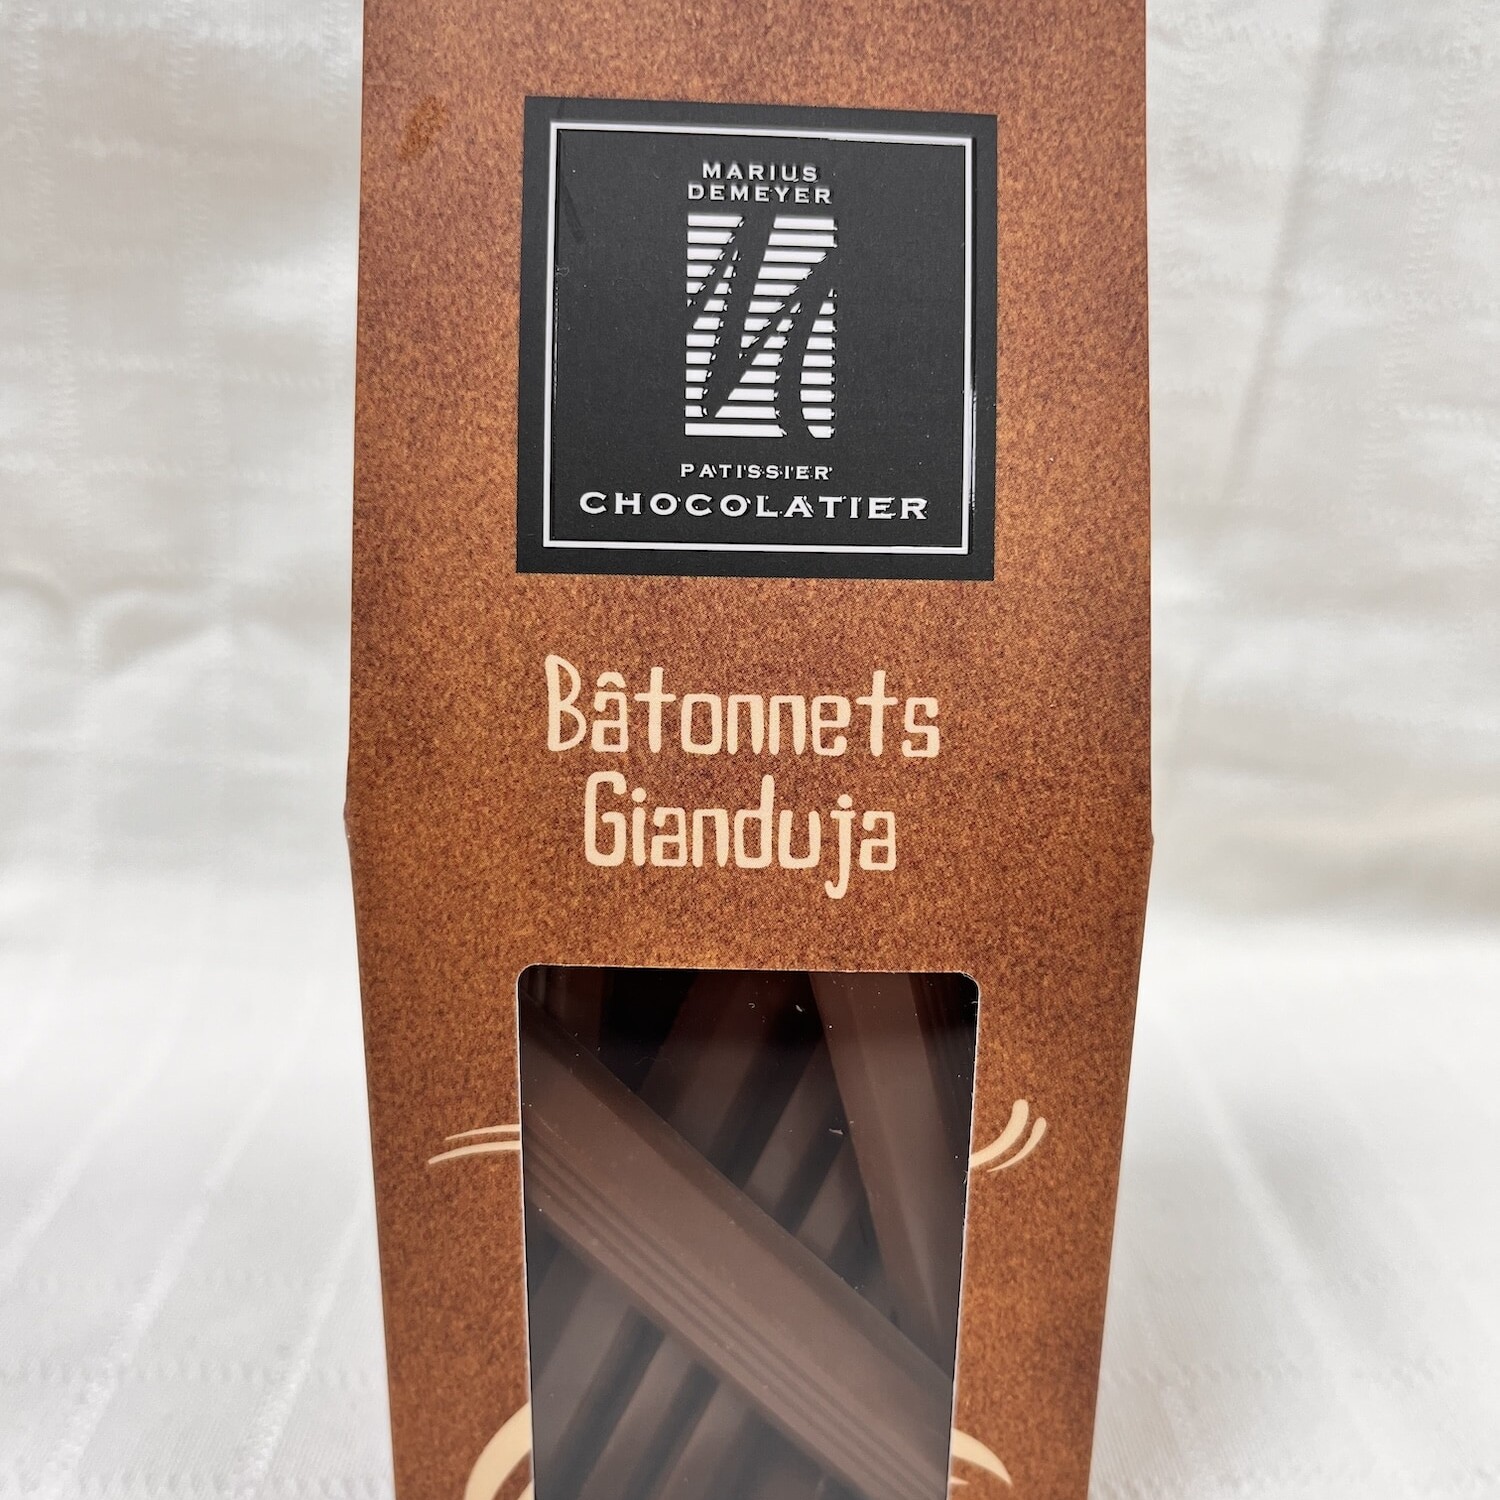 MARIUS
DEMEYER
PATISSIER
CHOCOLATIER
Bâtonnets
Gianduja